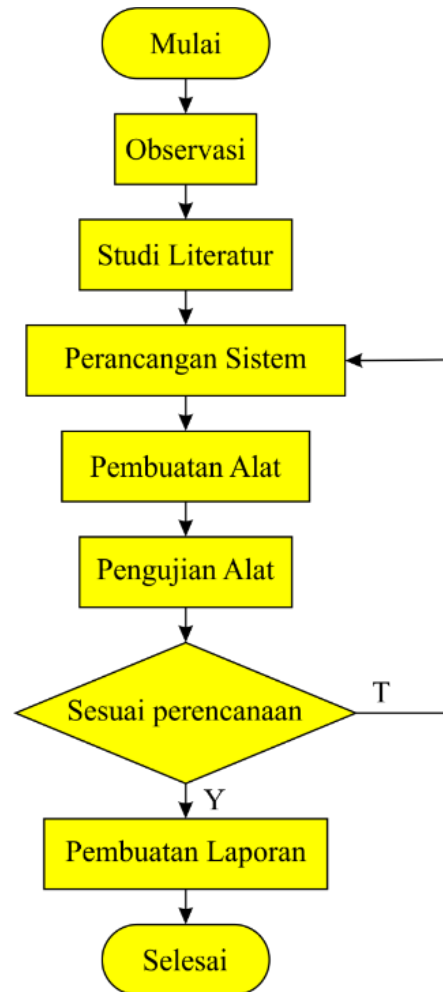 Mulai
Observasi
Studi Literatur
Perancangan Sistem
Pembuatan Alat
Pengujian Alat
Sesuai perencanaan
T
Y
Pembuatan Laporan
Selesai